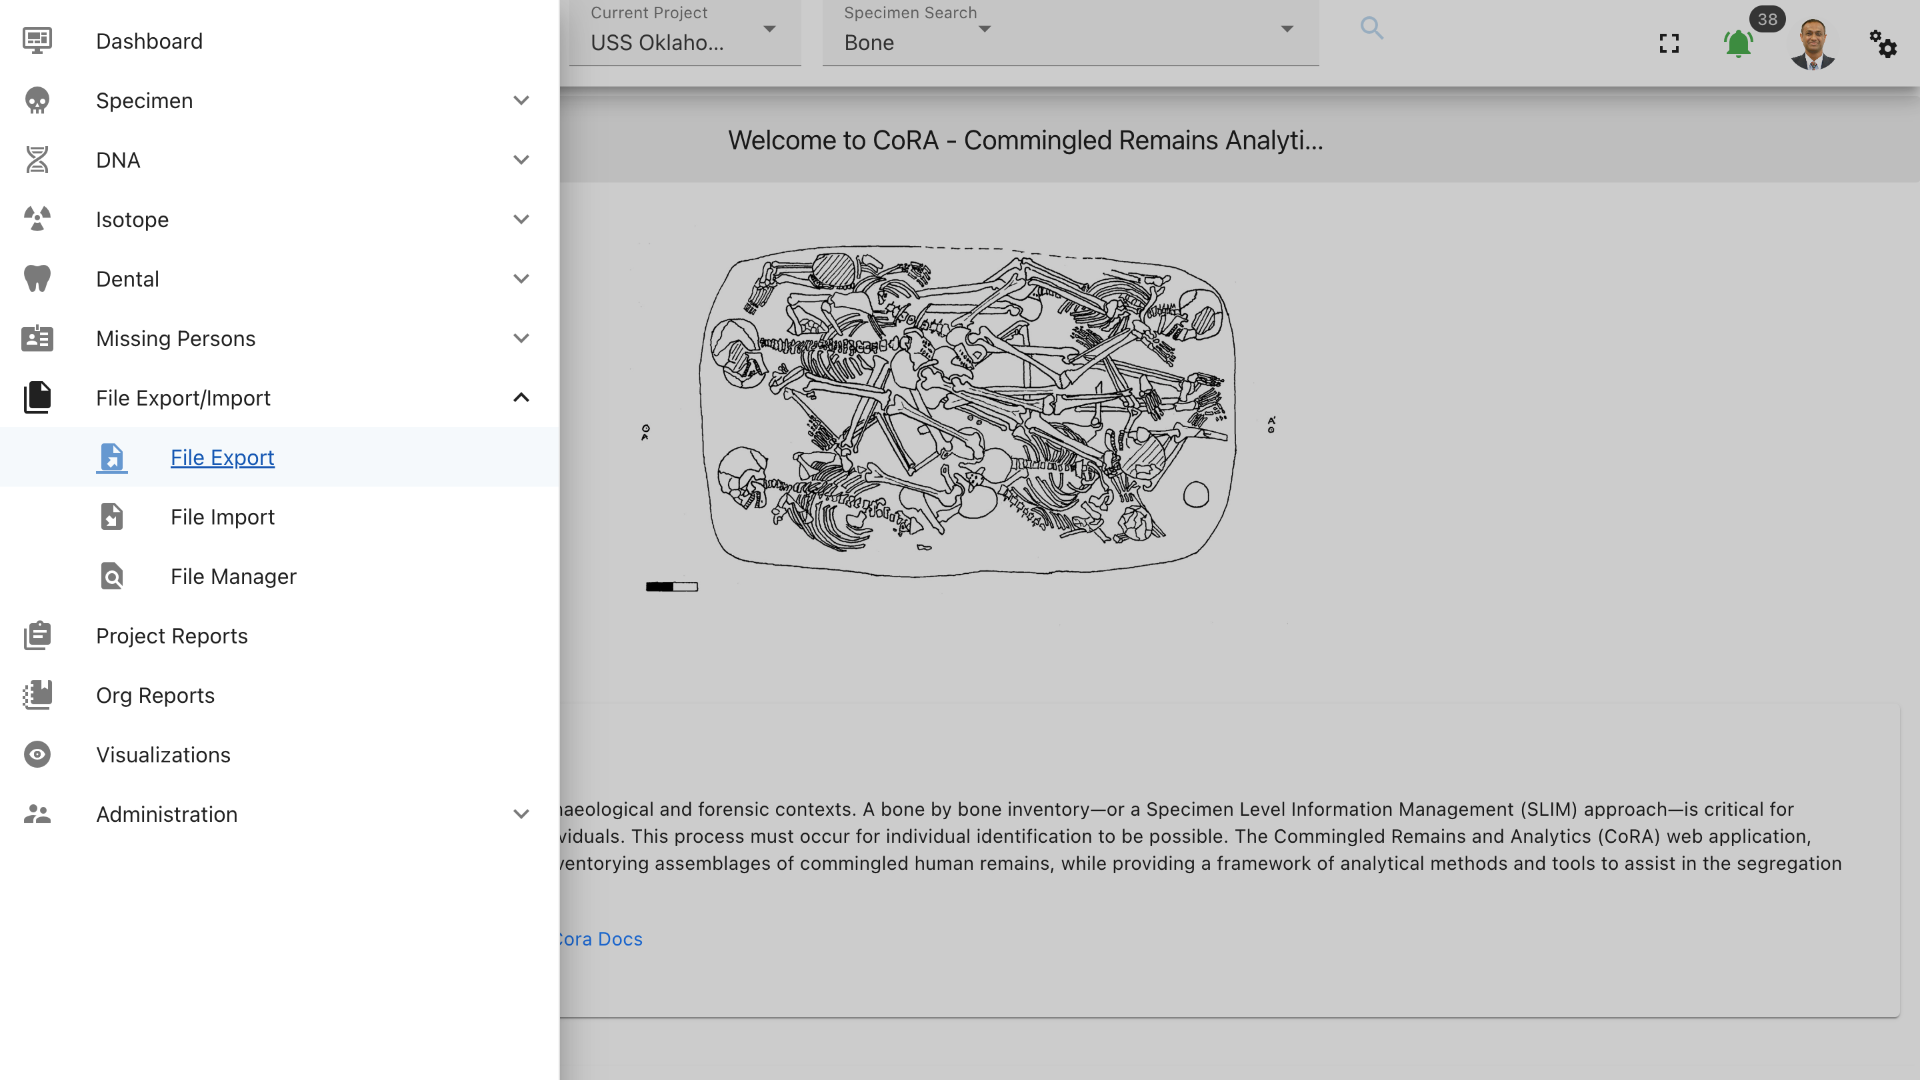 Dashboard
Specimen
DNA
Isotope
Dental
Missing Persons
File Export/Import
File Export
File Import
File Manager
Project Reports
Org Reports
Visualizations
Administration
Current Project
USS Oklaho...
Specimen Search
Bone
38
Welcome to CoRA - Commingled Remains Analyti...
A
A'
haeological and forensic contexts. A bone by bone inventory—or a Specimen Level Information Management (SLIM) approach—is critical for
viduals. This process must occur for individual identification to be possible. The Commingled Remains and Analytics (CoRA) web application,
ventorying assemblages of commingled human remains, while providing a framework of analytical methods and tools to assist in the segregation
Cora Docs